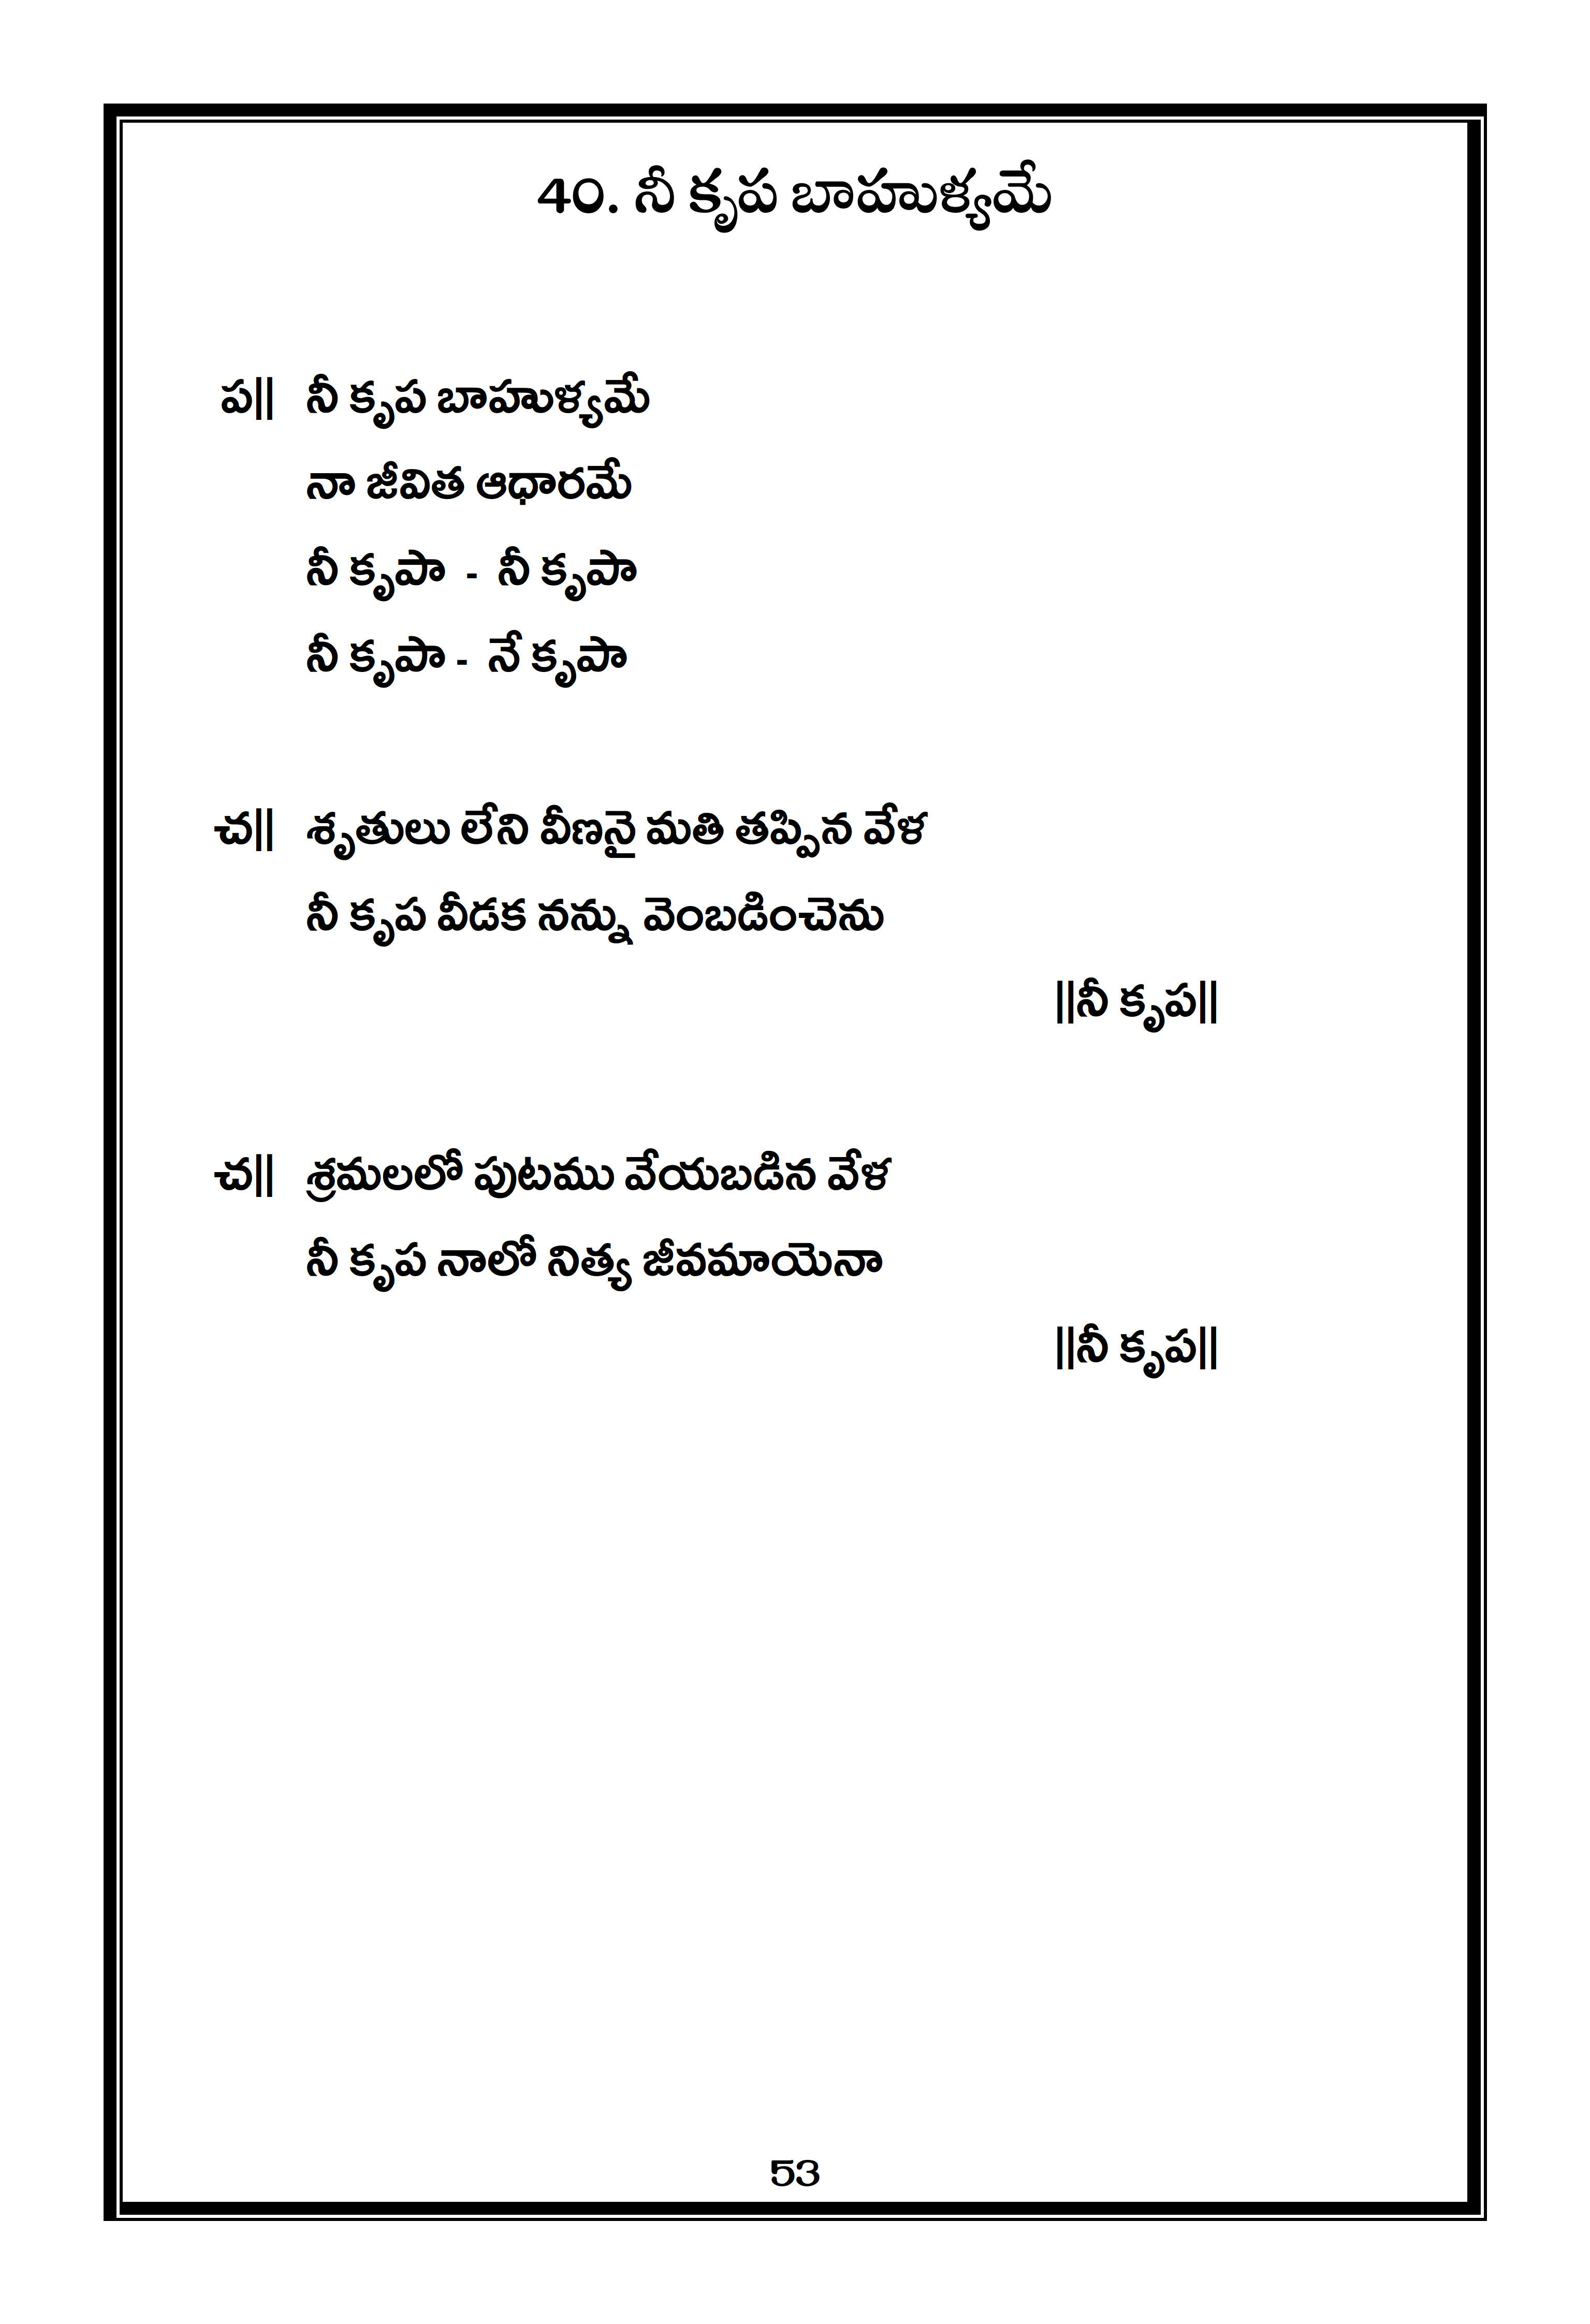 40. నీ కృప బాహుళ్యమే
ప|| నీ కృప బాహుళ్యమే
నా జీవిత ఆధారమే
నీ కృపా - నీ కృపా
నీ కృపా - నే కృపా
చ|| శృతులు లేని వీణనై మతి తప్పిన వేళ
నీ కృప వీడక నన్ను వెంబడించెను
||నీ కృప||
చ|| శ్రమలలో పుటము వేయబడిన వేళ
నీ కృప నాలో నిత్య జీవమాయెనా
||నీ కృప||
53